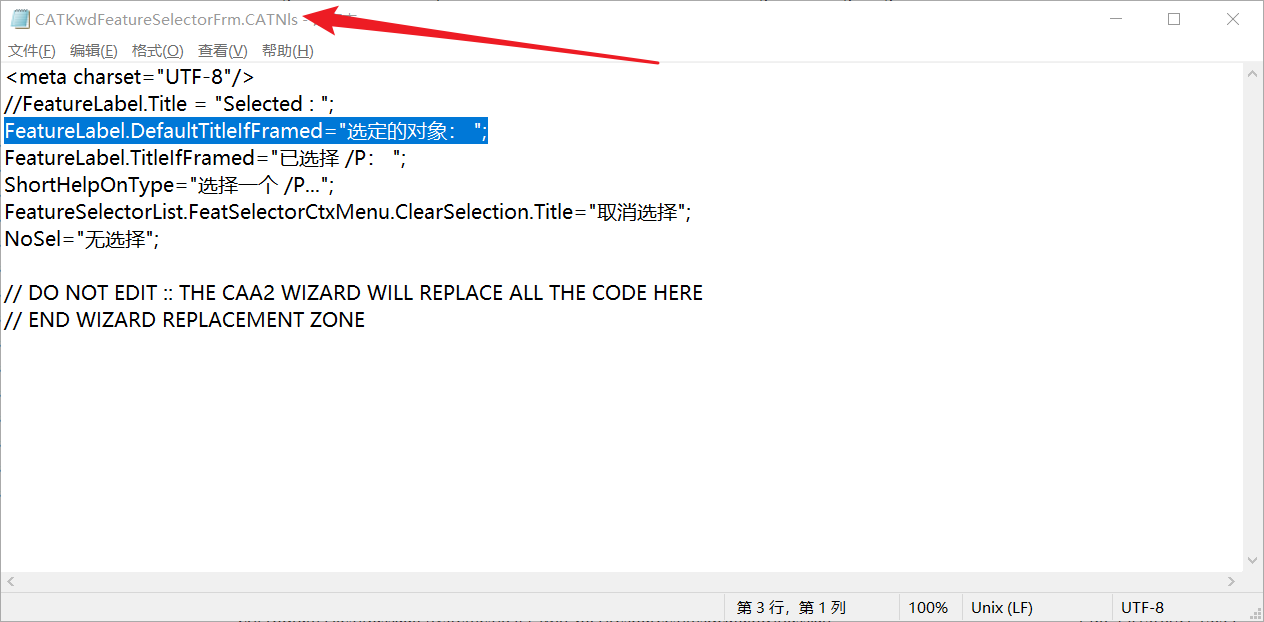 CATKwdFeatureSelectorFrm.CATNls -
文件(F) 编辑(E) 格式(O) 查看(V) 帮助(H)
<meta charset="UTF-8"/>
//FeatureLabel.Title = "Selected : ";
FeatureLabel.DefaultTitleIfFramed="选定的对象： ";
FeatureLabel.TitleIfFramed="已选择 /P： ";
ShortHelpOnType="选择一个 /P...";
FeatureSelectorList.FeatSelectorCtxMenu.ClearSelection.Title="取消选择";
NoSel="无选择";
// DO NOT EDIT :: THE CAA2 WIZARD WILL REPLACE ALL THE CODE HERE
// END WIZARD REPLACEMENT ZONE
第 3 行，第 1 列 100% Unix (LF) UTF-8